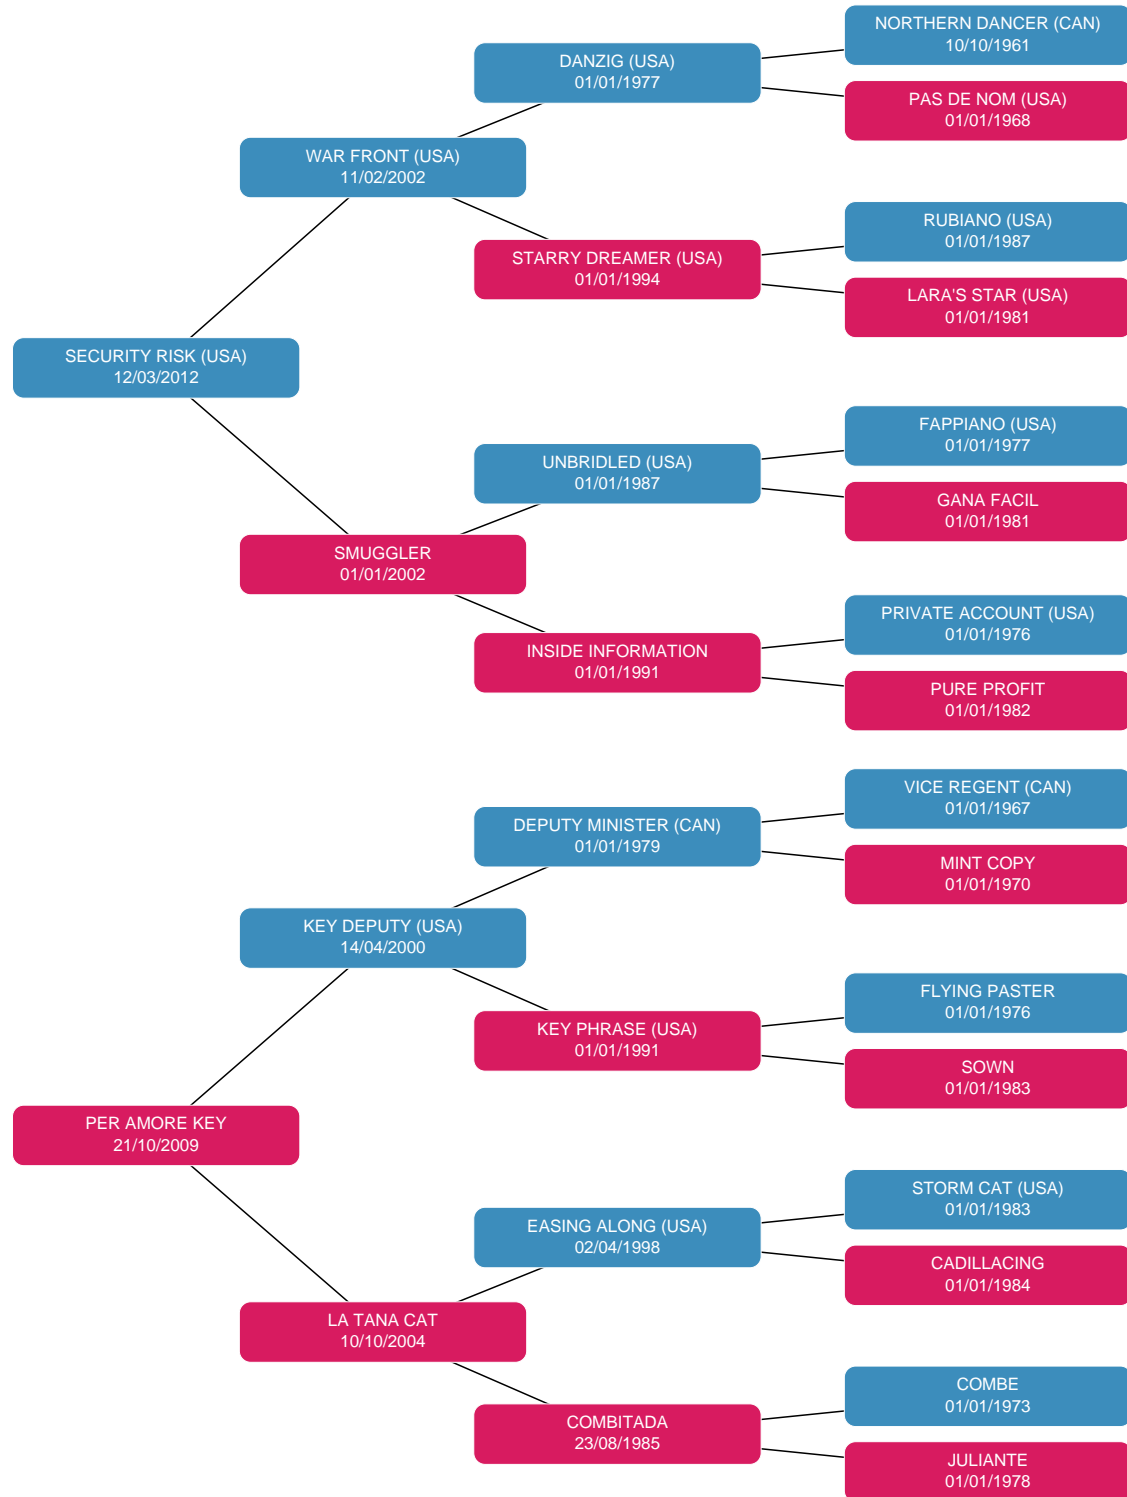 NORTHERN DANCER (CAN)
10/10/1961
DANZIG (USA)
01/01/1977
PAS DE NOM (USA)
01/01/1968
WAR FRONT (USA)
11/02/2002
RUBIANO (USA)
01/01/1987
STARRY DREAMER (USA)
01/01/1994
LARA'S STAR (USA)
01/01/1981
SECURITY RISK (USA)
12/03/2012
FAPPIANO (USA)
01/01/1977
UNBRIDLED (USA)
01/01/1987
GANA FACIL
01/01/1981
SMUGGLER
01/01/2002
PRIVATE ACCOUNT (USA)
01/01/1976
INSIDE INFORMATION
01/01/1991
PURE PROFIT
01/01/1982
VICE REGENT (CAN)
01/01/1967
DEPUTY MINISTER (CAN)
01/01/1979
MINT COPY
01/01/1970
KEY DEPUTY (USA)
14/04/2000
FLYING PASTER
01/01/1976
KEY PHRASE (USA)
01/01/1991
SOWN
01/01/1983
PER AMORE KEY
21/10/2009
STORM CAT (USA)
01/01/1983
EASING ALONG (USA)
02/04/1998
CADILLACING
01/01/1984
LA TANA CAT
10/10/2004
COMBE
01/01/1973
COMBITADA
23/08/1985
JULIANTE
01/01/1978